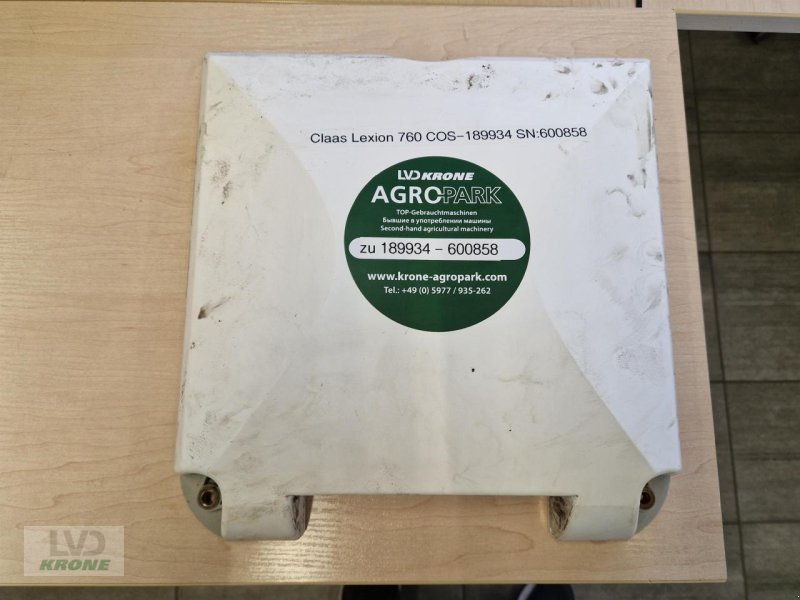 Claas Lexion 760 COS-189934 SN:600858
LVD KRONE
AGROPARK
TOP-Gebrauchtmaschinen
Бывшие в употреблении машины
Second-hand agricultural machinery
zu 189934 - 600858
www.krone-agropark.com
Tel.: +49 (0) 5977 / 935-262
LVD
KRONE